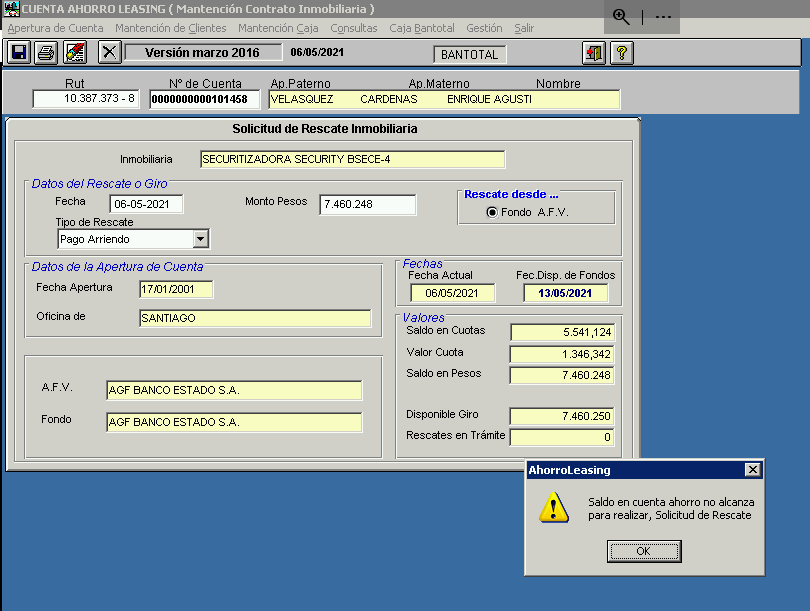 CUENTA AHORRO LEASING ( Mantención Contrato Inmobiliaria )
Apertura de Cuenta Mantención de Clientes Mantención Caja Consultas Caja Bantotal Gestión Salir
Versión marzo 2016 06/05/2021 BANTOTAL
Rut Nº de Cuenta Ap.Paterno Ap.Materno Nombre
10.387.373 - 8 0000000000101458 VELASQUEZ CARDENAS ENRIQUE AGUSTI
Solicitud de Rescate Inmobiliaria
Inmobiliaria SECURITIZADORA SECURITY BSECE-4
Datos del Rescate o Giro
Fecha 06-05-2021 Monto Pesos 7.460.248
Rescate desde ...
Fondo A.F.V.
Tipo de Rescate
Pago Arriendo
Datos de la Apertura de Cuenta
Fecha Apertura 17/01/2001
Oficina de SANTIAGO
Fechas
Fecha Actual Fec.Disp. de Fondos
06/05/2021 13/05/2021
Valores
Saldo en Cuotas 5.541,124
Valor Cuota 1.346,342
Saldo en Pesos 7.460.248
Disponible Giro 7.460.250
Rescates en Trámite 0
A.F.V. AGF BANCO ESTADO S.A.
Fondo AGF BANCO ESTADO S.A.
AhorroLeasing
Saldo en cuenta ahorro no alcanza
para realizar, Solicitud de Rescate
OK